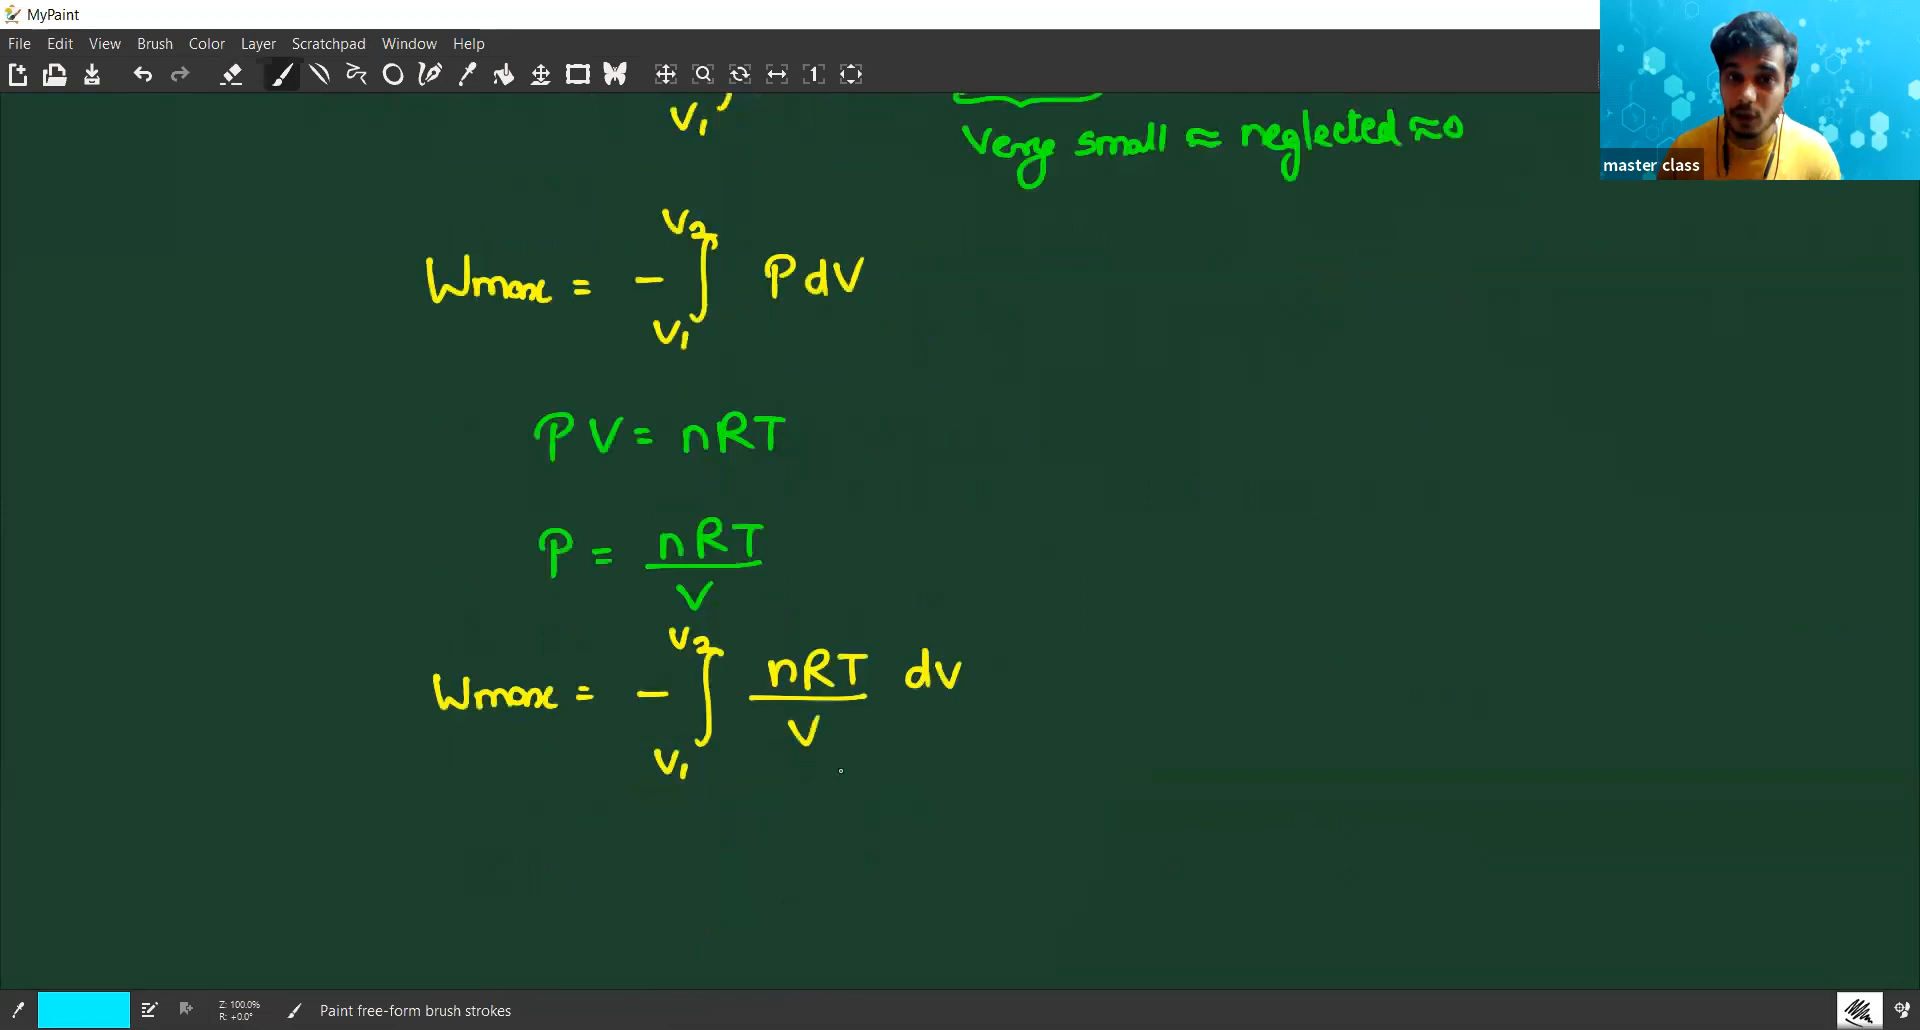 MyPaint
File Edit View Brush Color Layer Scratchpad Window Help
master class
V₁
Very small ≈ neglected ≈0
Wmax = - ∫ P dV
V₂
V₁
PV = nRT
P = nRT / V
Wmax = - ∫ nRT / V dV
V₂
V₁
Z: 100.0%
R: +0.0°
Paint free-form brush strokes